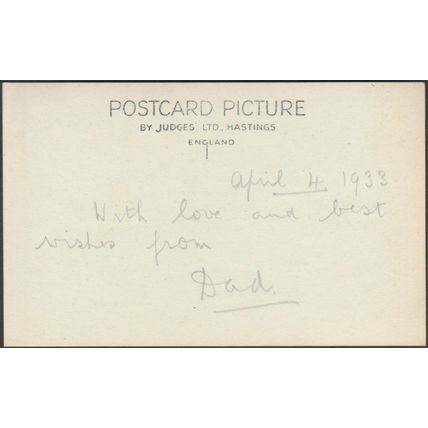 POSTCARD PICTURE
BY JUDGES' LTD., HASTINGS
ENGLAND
April 4, 1933
With love and best
wishes from
Dad.